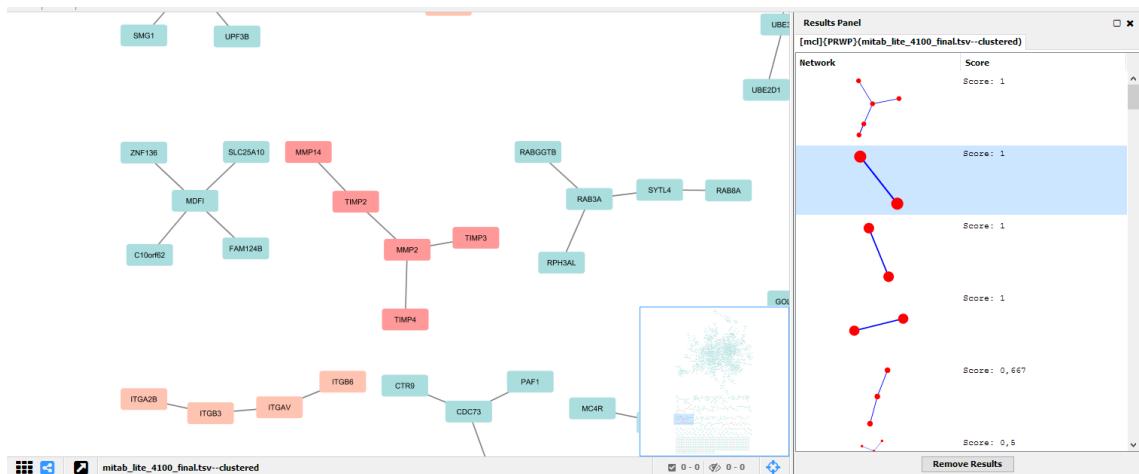 SMG1
UPF3B
UBE3
UBE2D1
ZNF136
SLC25A10
MMP14
RABGGTB
MDFI
TIMP2
RAB3A
SYTL4
RAB8A
C10orf62
FAM124B
MMP2
TIMP3
RPH3AL
TIMP4
GOL
ITGA2B
ITGB3
ITGAV
ITGB6
CTR9
PAF1
CDC73
MC4R
mitab_lite_4100_final.tsv--clustered
0 - 0
0 - 0
Results Panel
[mcl]{PRWP}(mitab_lite_4100_final.tsv--clustered)
Network Score
Score: 1
Score: 1
Score: 1
Score: 1
Score: 0,667
Score: 0,5
Remove Results